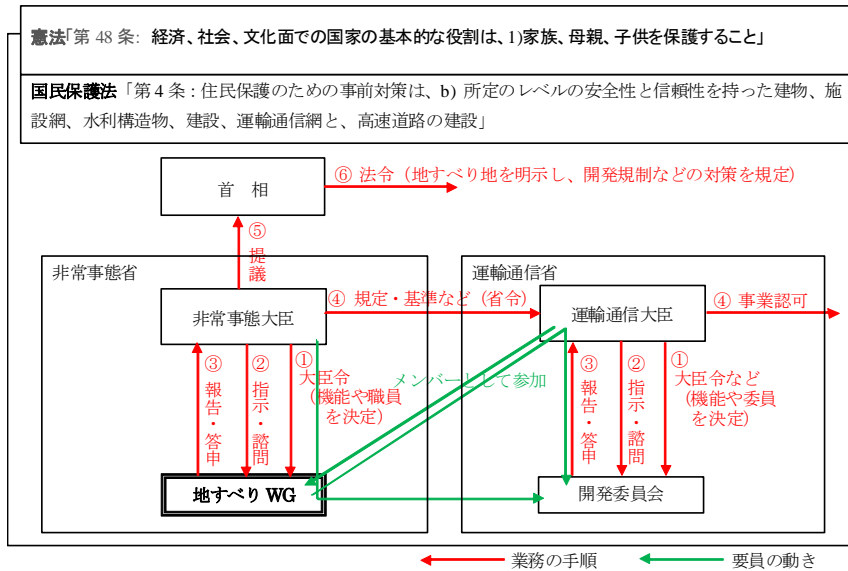 憲法「第 48 条: 経済、社会、文化面での国家の基本的な役割は、1)家族、母親、子供を保護すること」
国民保護法「第 4 条 : 住民保護のための事前対策は、b) 所定のレベルの安全性と信頼性を持った建物、施
設網、水利構造物、建設、運輸通信網と、高速道路の建設」
首 相
⑥ 法令（地すべり地を明示し、開発規制などの対策を規定）
⑤提議
非常事態省
運輸通信省
非常事態大臣
④ 規定・基準など（省令）
運輸通信大臣
④ 事業認可
③報告・答申
②指示・諮問
①
大臣令
（機能や職員
を決定）
メンバーとして参加
③報告・答申
②指示・諮問
①
大臣令など
（機能や委員
を決定）
地すべり WG
開発委員会
業務の手順
要員の動き